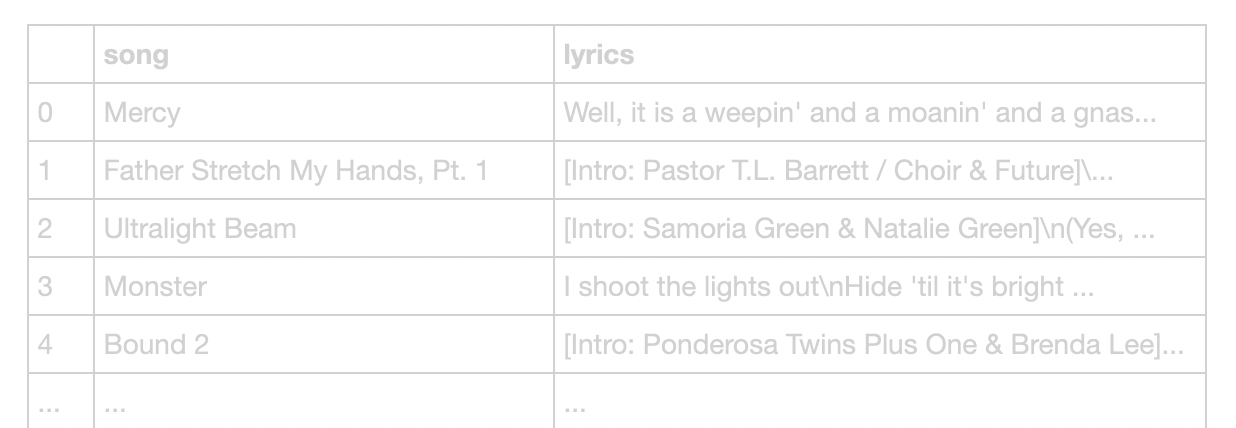 song lyrics
0 Mercy Well, it is a weepin' and a moanin' and a gnas...
1 Father Stretch My Hands, Pt. 1 [Intro: Pastor T.L. Barrett / Choir & Future]\...
2 Ultralight Beam [Intro: Samoria Green & Natalie Green]\n(Yes, ...
3 Monster I shoot the lights out\nHide 'til it's bright ...
4 Bound 2 [Intro: Ponderosa Twins Plus One & Brenda Lee]...
... ... ...